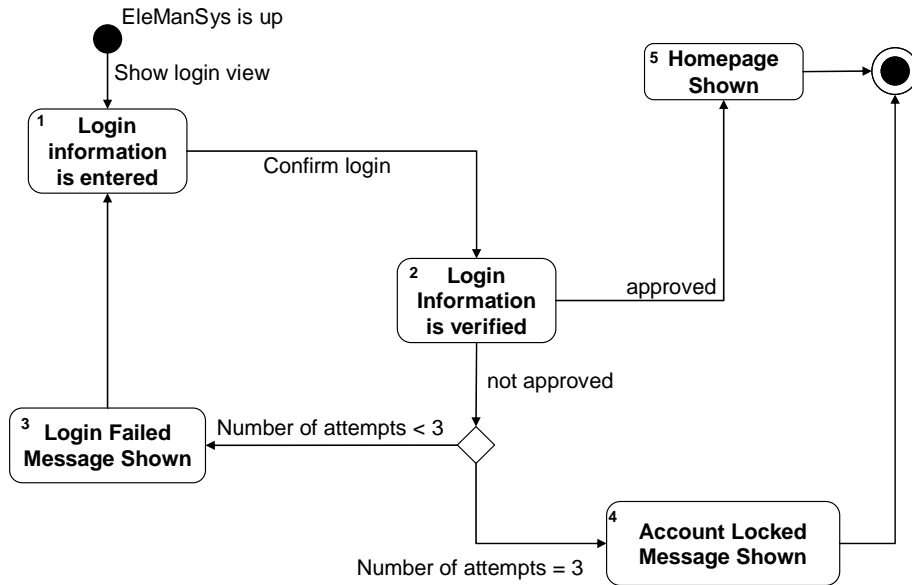 EleManSys is up
Show login view
5 Homepage
Shown
1 Login
information
is entered
Confirm login
2 Login
Information
is verified
approved
not approved
3 Login Failed
Message Shown
Number of attempts < 3
4 Account Locked
Message Shown
Number of attempts = 3